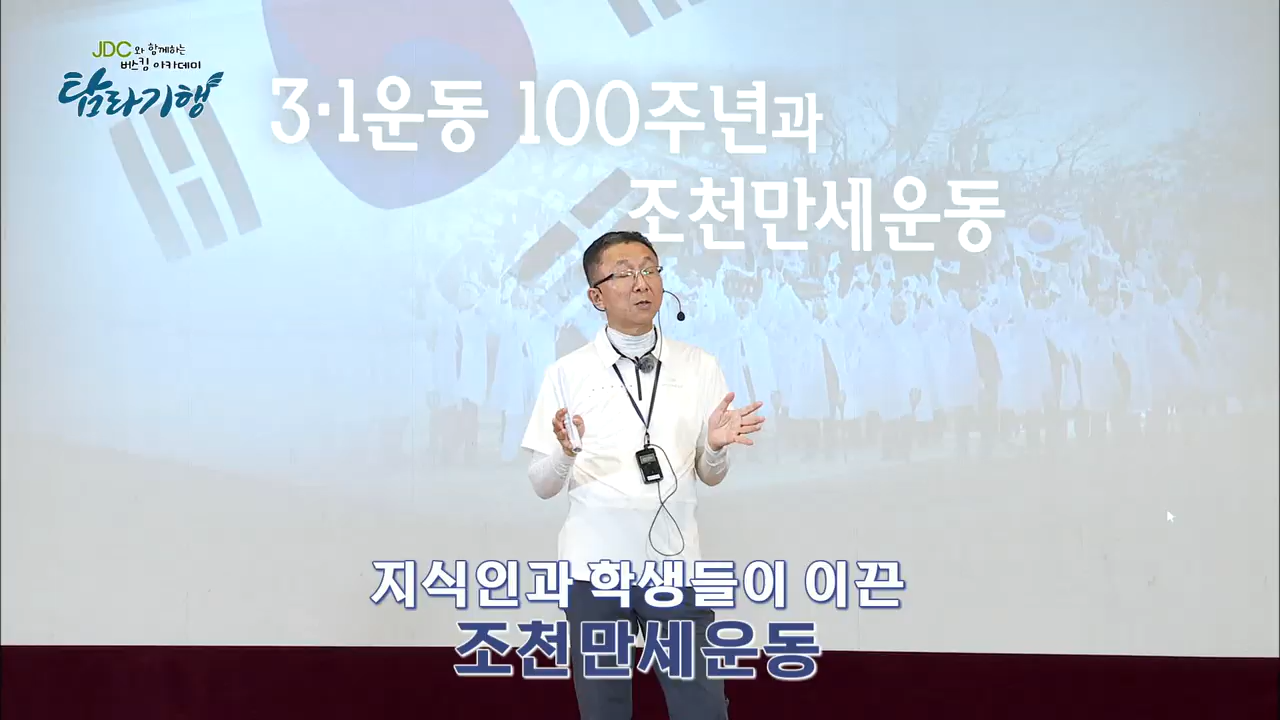 JDC와 함께하는
버스킹 아카데미
탐라기행
3·1운동 100주년과
조천만세운동
지식인과 학생들이 이끈
조천만세운동